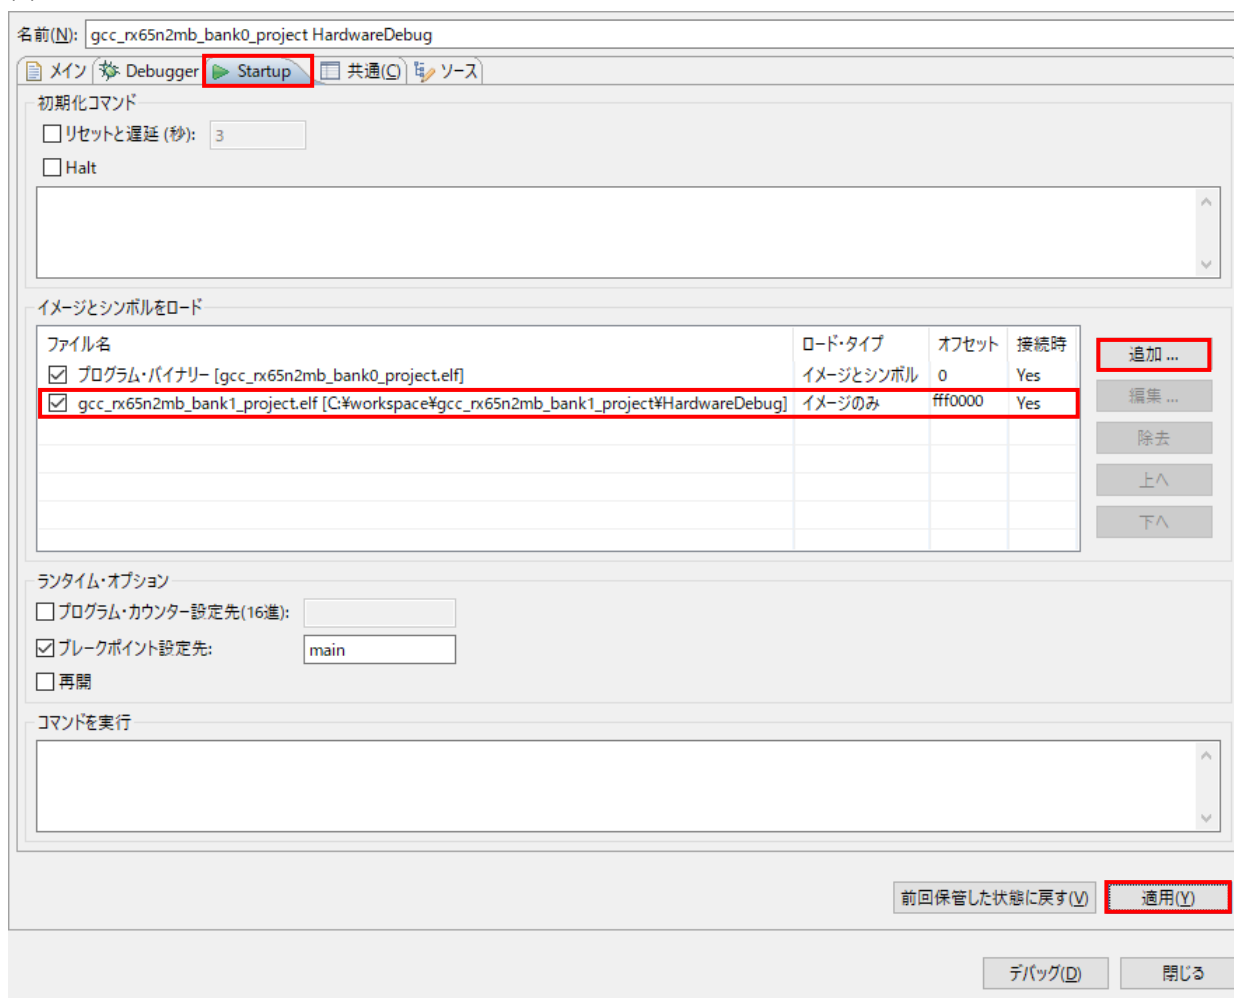 名前(N): gcc_rx65n2mb_bank0_project HardwareDebug
メイン Debugger Startup 共通(C) ソース
初期化コマンド
リセットと遅延 (秒): 3
Halt
イメージとシンボルをロード
ファイル名 ロード・タイプ オフセット 接続時
プログラム・バイナリー [gcc_rx65n2mb_bank0_project.elf] イメージとシンボル 0 Yes
gcc_rx65n2mb_bank1_project.elf [C:¥workspace¥gcc_rx65n2mb_bank1_project¥HardwareDebug] イメージのみ fff0000 Yes
追加 ...
編集 ...
除去
上へ
下へ
ランタイム・オプション
プログラム・カウンター設定先(16進):
ブレークポイント設定先: main
再開
コマンドを実行
前回保管した状態に戻す(V) 適用(Y)
デバッグ(D) 閉じる